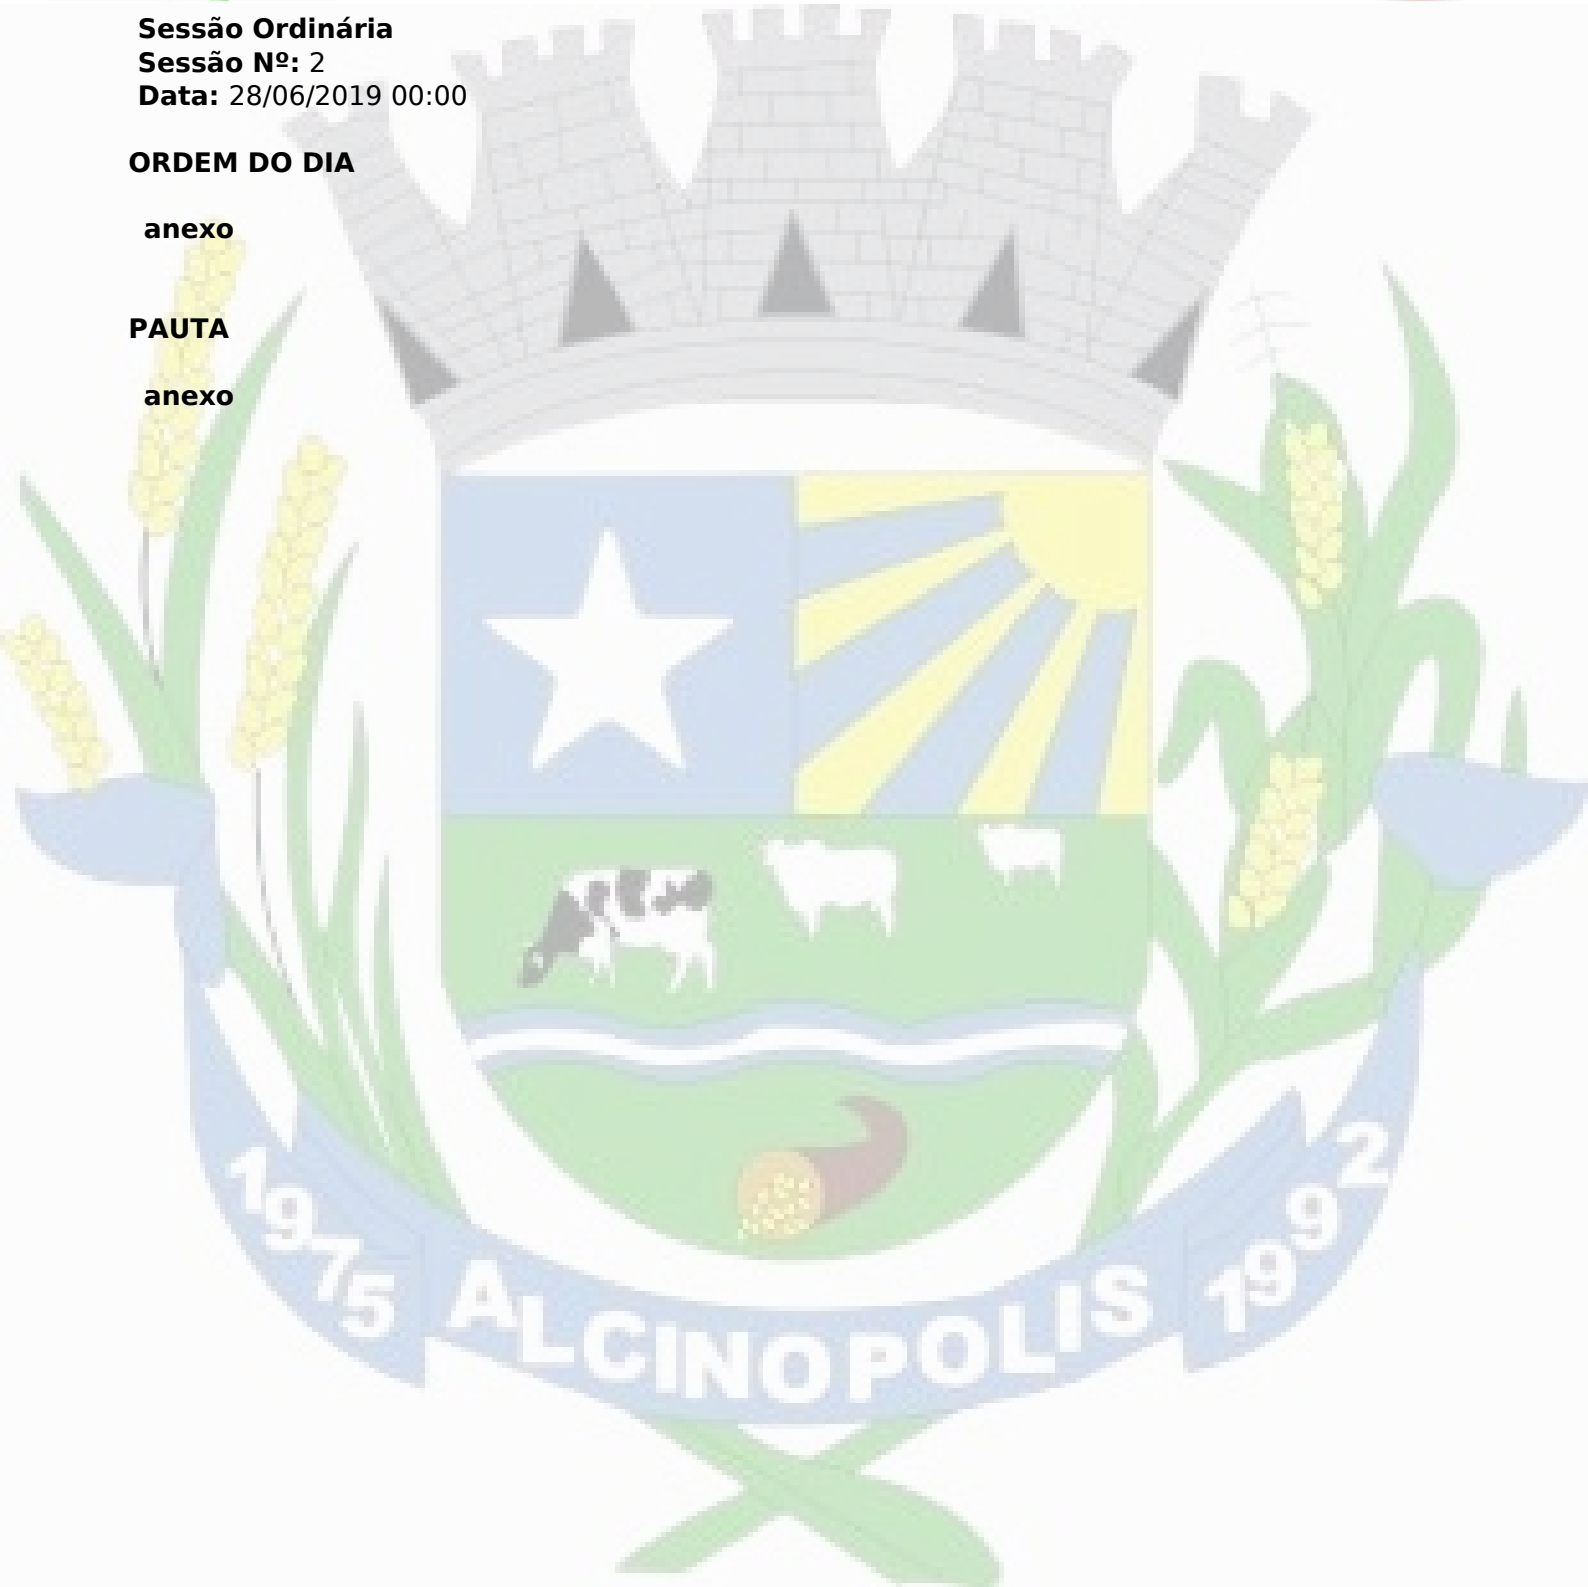 Sessão Ordinária
Sessão Nº: 2
Data: 28/06/2019 00:00
ORDEM DO DIA
anexo
PAUTA
anexo
1975 ALCINOPOLIS 1992